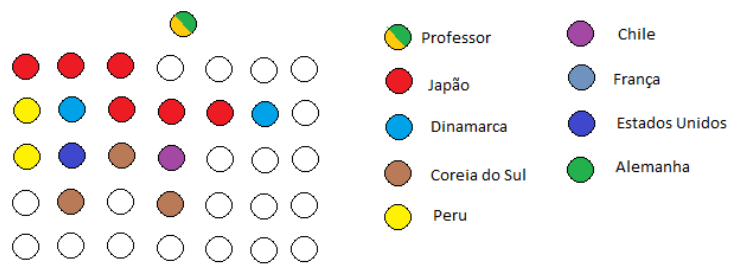 Professor
Japão
Dinamarca
Coreia do Sul
Peru
Chile
França
Estados Unidos
Alemanha